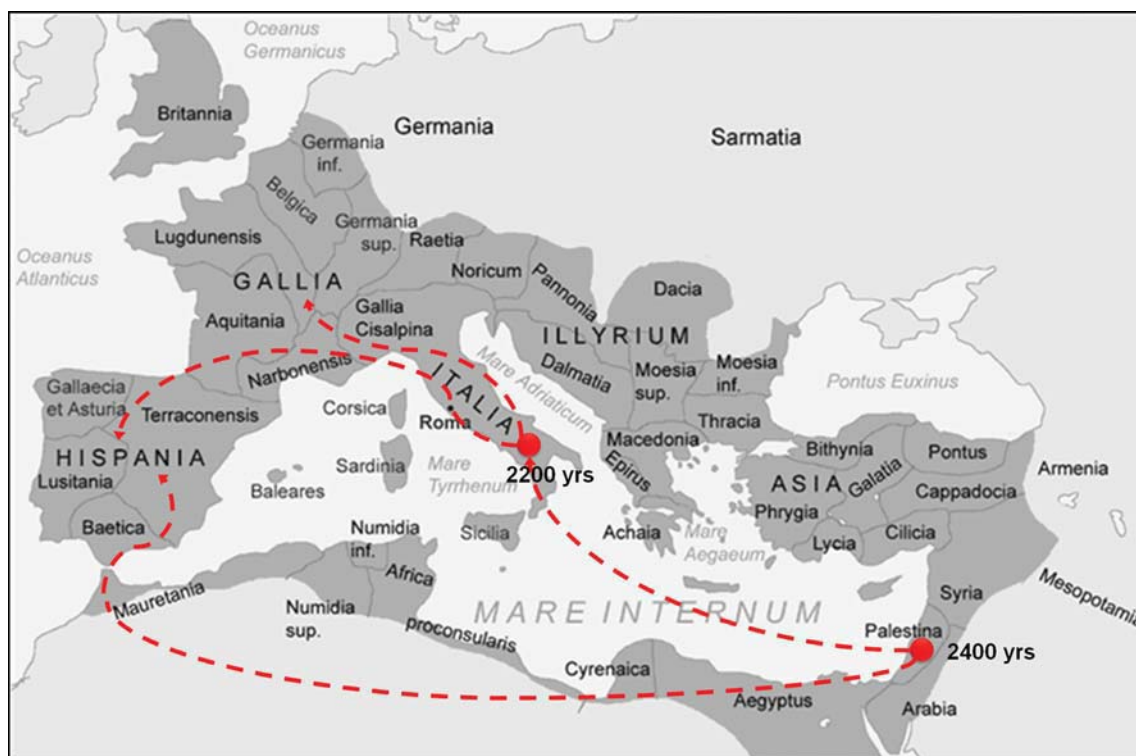 Oceanus
Germanicus
Britannia
Germania
Sarmatia
Germania
inf.
Belgica
Lugdunensis
Germania
sup.
Raetia
Oceanus
Atlanticus
Noricum
Pannonia
GALLIA
Dacia
Aquitania
Gallia
Cisalpina
ILLYRIUM
Mare Adriaticum
Dalmatia
Moesia
sup.
Moesia
inf.
Pontus Euxinus
Narbonensis
ITALIA
Gallaecia
et Asturia
Terraconensis
Corsica
Roma
Thracia
Macedonia
Bithynia
Pontus
Armenia
HISPANIA
Lusitania
Sardinia
Mare
Tyrrhenum
2200 yrs
Epirus
ASIA
Galatia
Cappadocia
Baleares
Phrygia
Baetica
Numidia
inf.
Sicilia
Achaia
Mare
Aegaeum
Lycia
Cilicia
Africa
Mauretania
Numidia
sup.
proconsularis
MARE INTERNUM
Syria
Mesopotamia
Palestina
2400 yrs
Cyrenaica
Aegyptus
Arabia